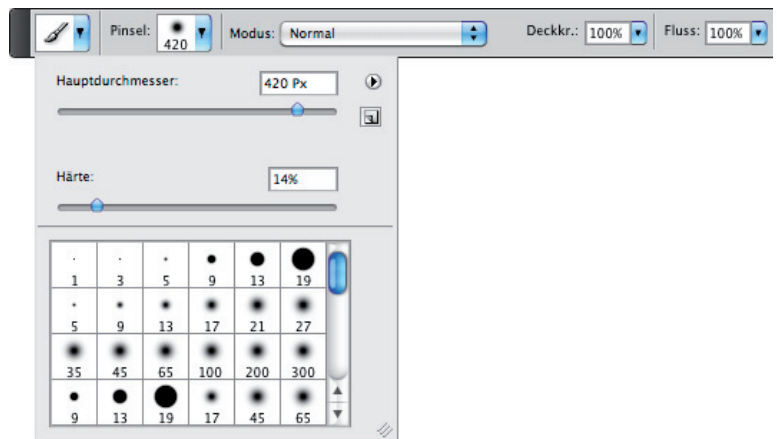 Pinsel: 420 Modus: Normal Deckkr.: 100% Fluss: 100%
Hauptdurchmesser: 420 Px
Härte: 14%
1 3 5 9 13 19
5 9 13 17 21 27
35 45 65 100 200 300
9 13 19 17 45 65